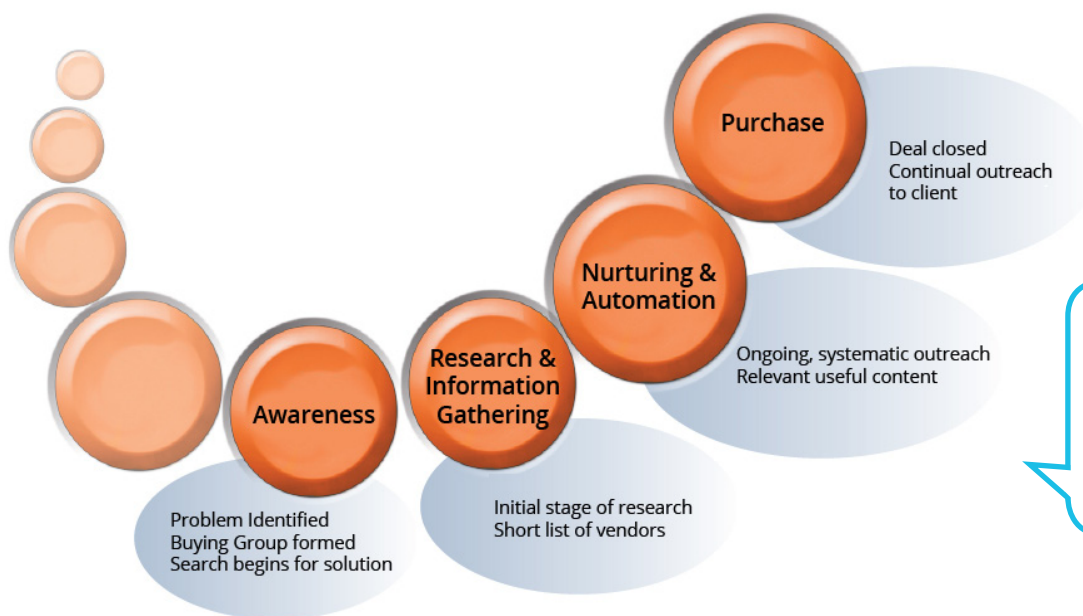 Awareness
Problem Identified
Buying Group formed
Search begins for solution
Research &
Information
Gathering
Initial stage of research
Short list of vendors
Nurturing &
Automation
Ongoing, systematic outreach
Relevant useful content
Purchase
Deal closed
Continual outreach
to client